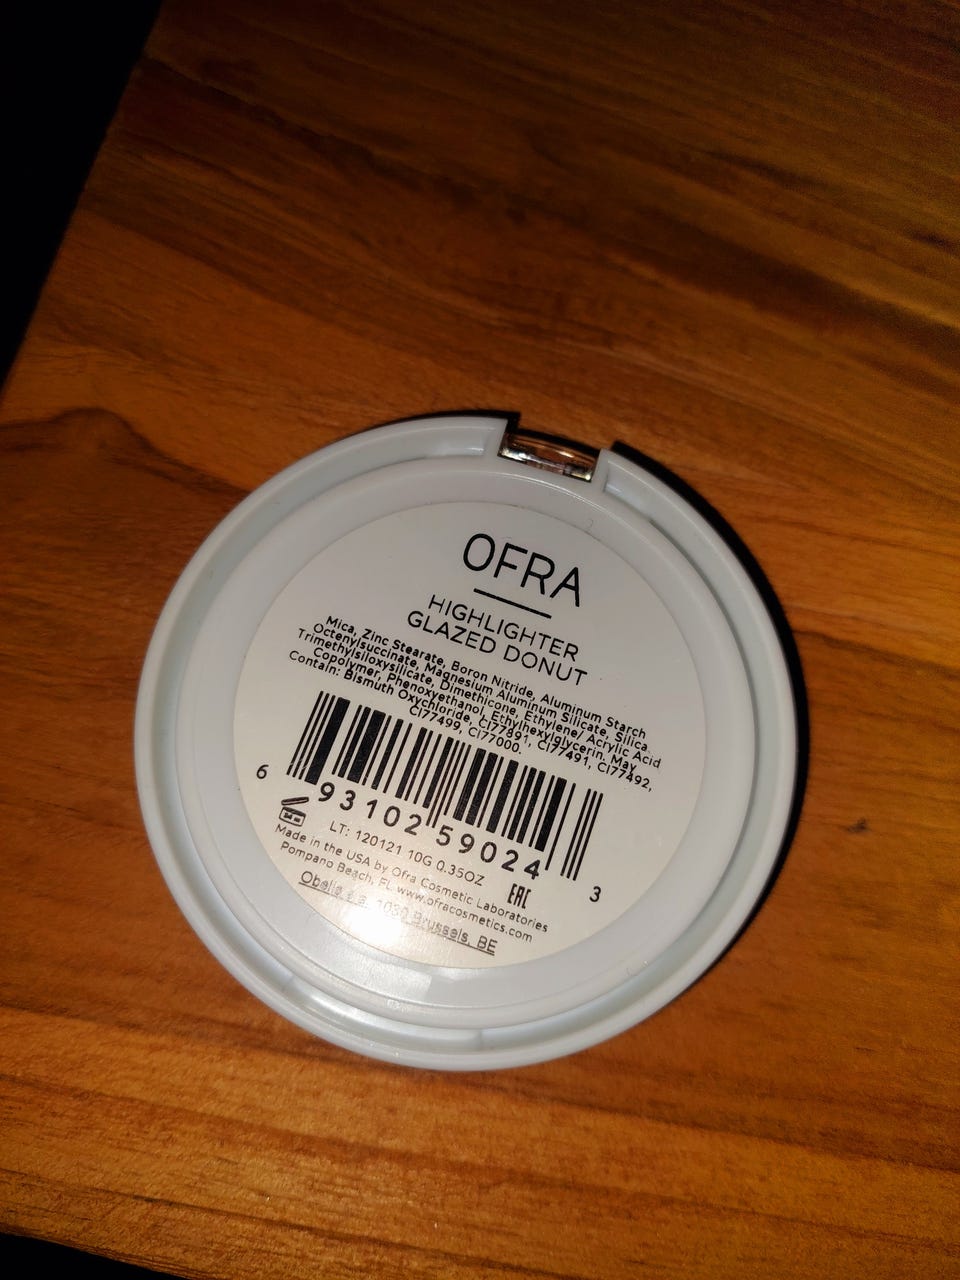 OFRA
HIGHLIGHTER
GLAZED DONUT
Mica, Zinc Stearate, Boron Nitride, Aluminum Starch
Octenylsuccinate, Magnesium Aluminum Silicate, Silica,
Trimethylsiloxysilicate, Dimethicone, Ethylene/ Acrylic Acid
Copolymer, Phenoxyethanol, Ethylhexylglycerin. May
Contain: Bismuth Oxychloride, CI77891, CI77491, CI77492,
CI77499, CI77000.
6 93102 59024 3
LT: 120121 10G 0.35OZ EAC
Made in the USA by Ofra Cosmetic Laboratories
Pompano Beach, FL www.ofracosmetics.com
Obelis s.a. 1030 Brussels, BE